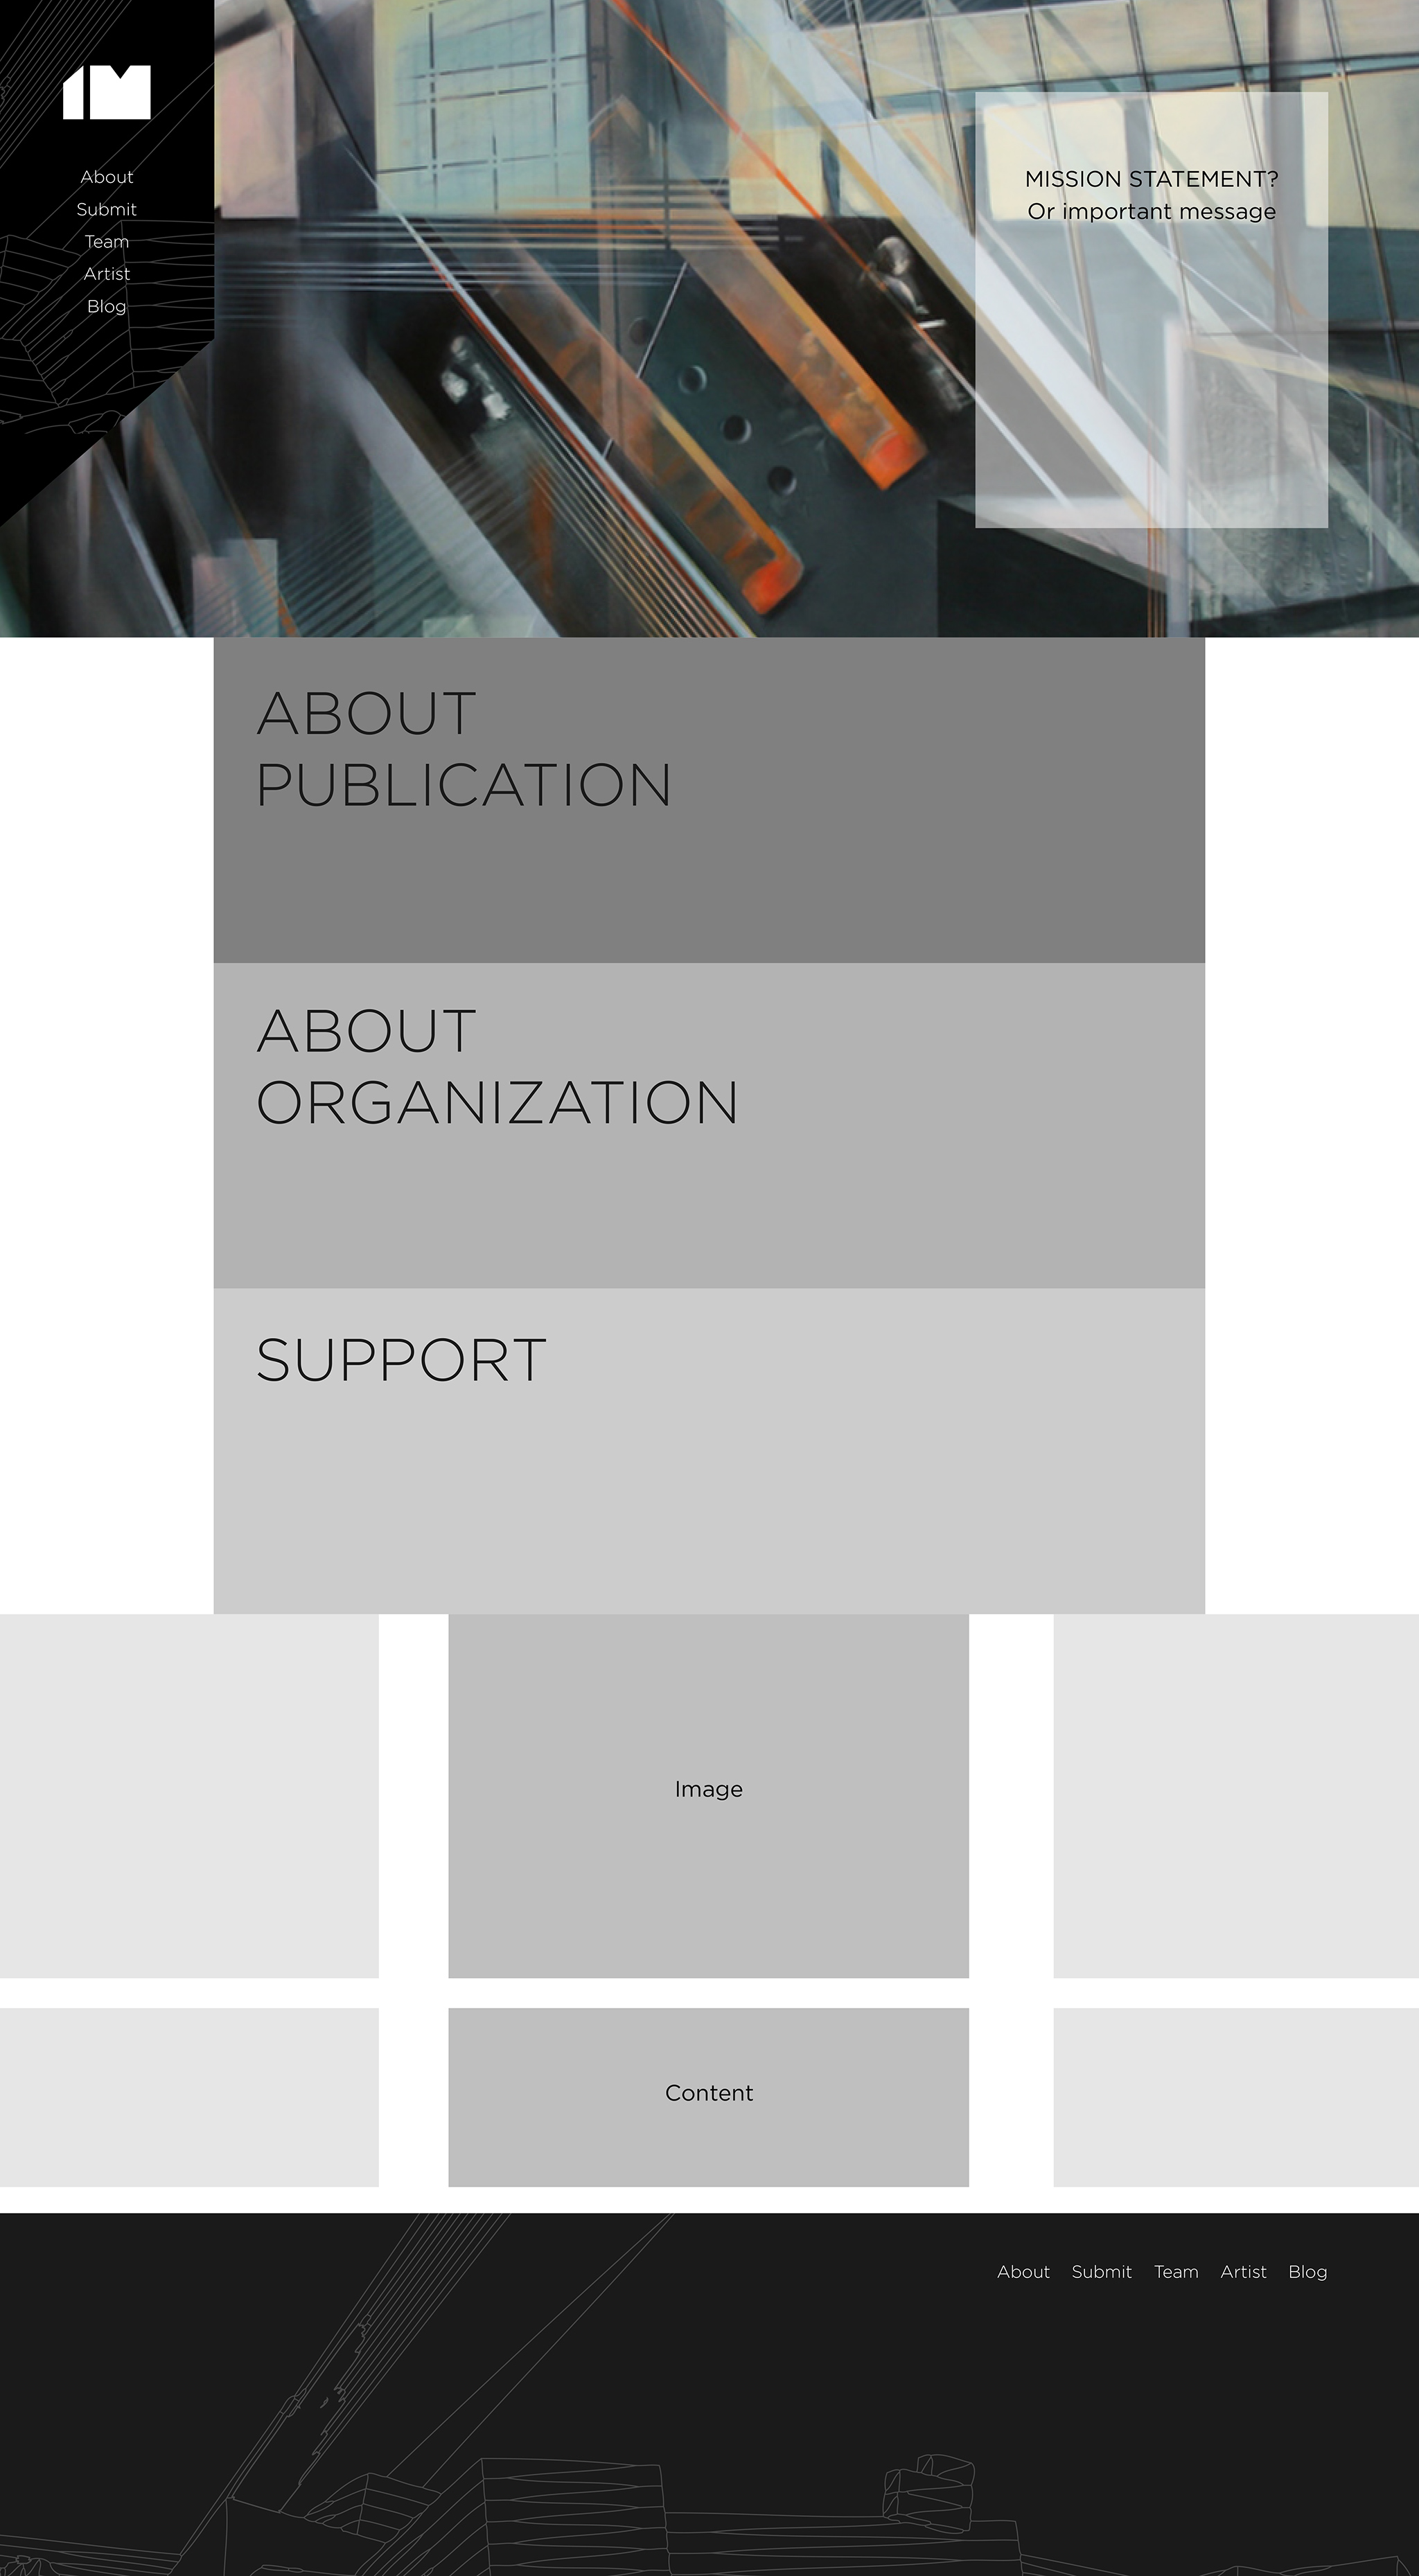 1M
About
Submit
Team
Artist
Blog
MISSION STATEMENT?
Or important message
ABOUT
PUBLICATION
ABOUT
ORGANIZATION
SUPPORT
Image
Content
About Submit Team Artist Blog